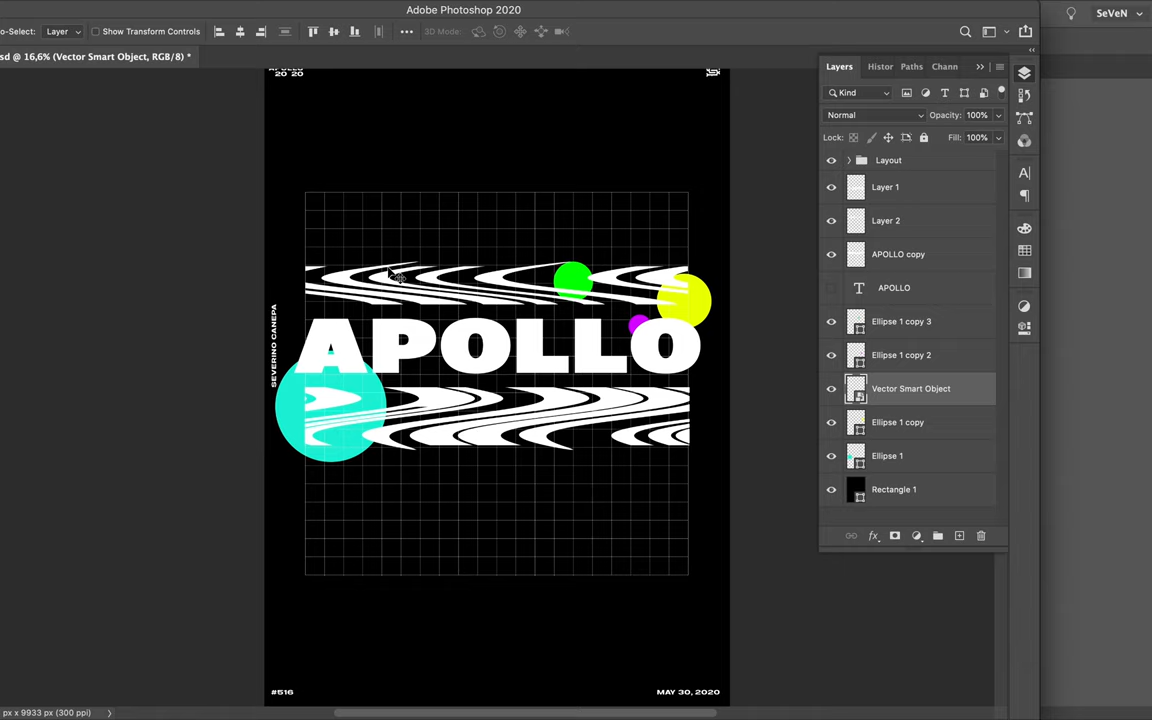 Adobe Photoshop 2020
SeVeN
o-Select: Layer Show Transform Controls
3D Mode:
sd @ 16,6% (Vector Smart Object, RGB/8) *
Layers Histor Paths Chann
Kind
Normal Opacity: 100%
Lock: Fill: 100%
Layout
Layer 1
Layer 2
APOLLO copy
APOLLO
Ellipse 1 copy 3
Ellipse 1 copy 2
Vector Smart Object
Ellipse 1 copy
Ellipse 1
Rectangle 1
fx
APOLLO
20 20
SEVERINO CANEPA
APOLLO
#516
MAY 30, 2020
px x 9933 px (300 ppi)